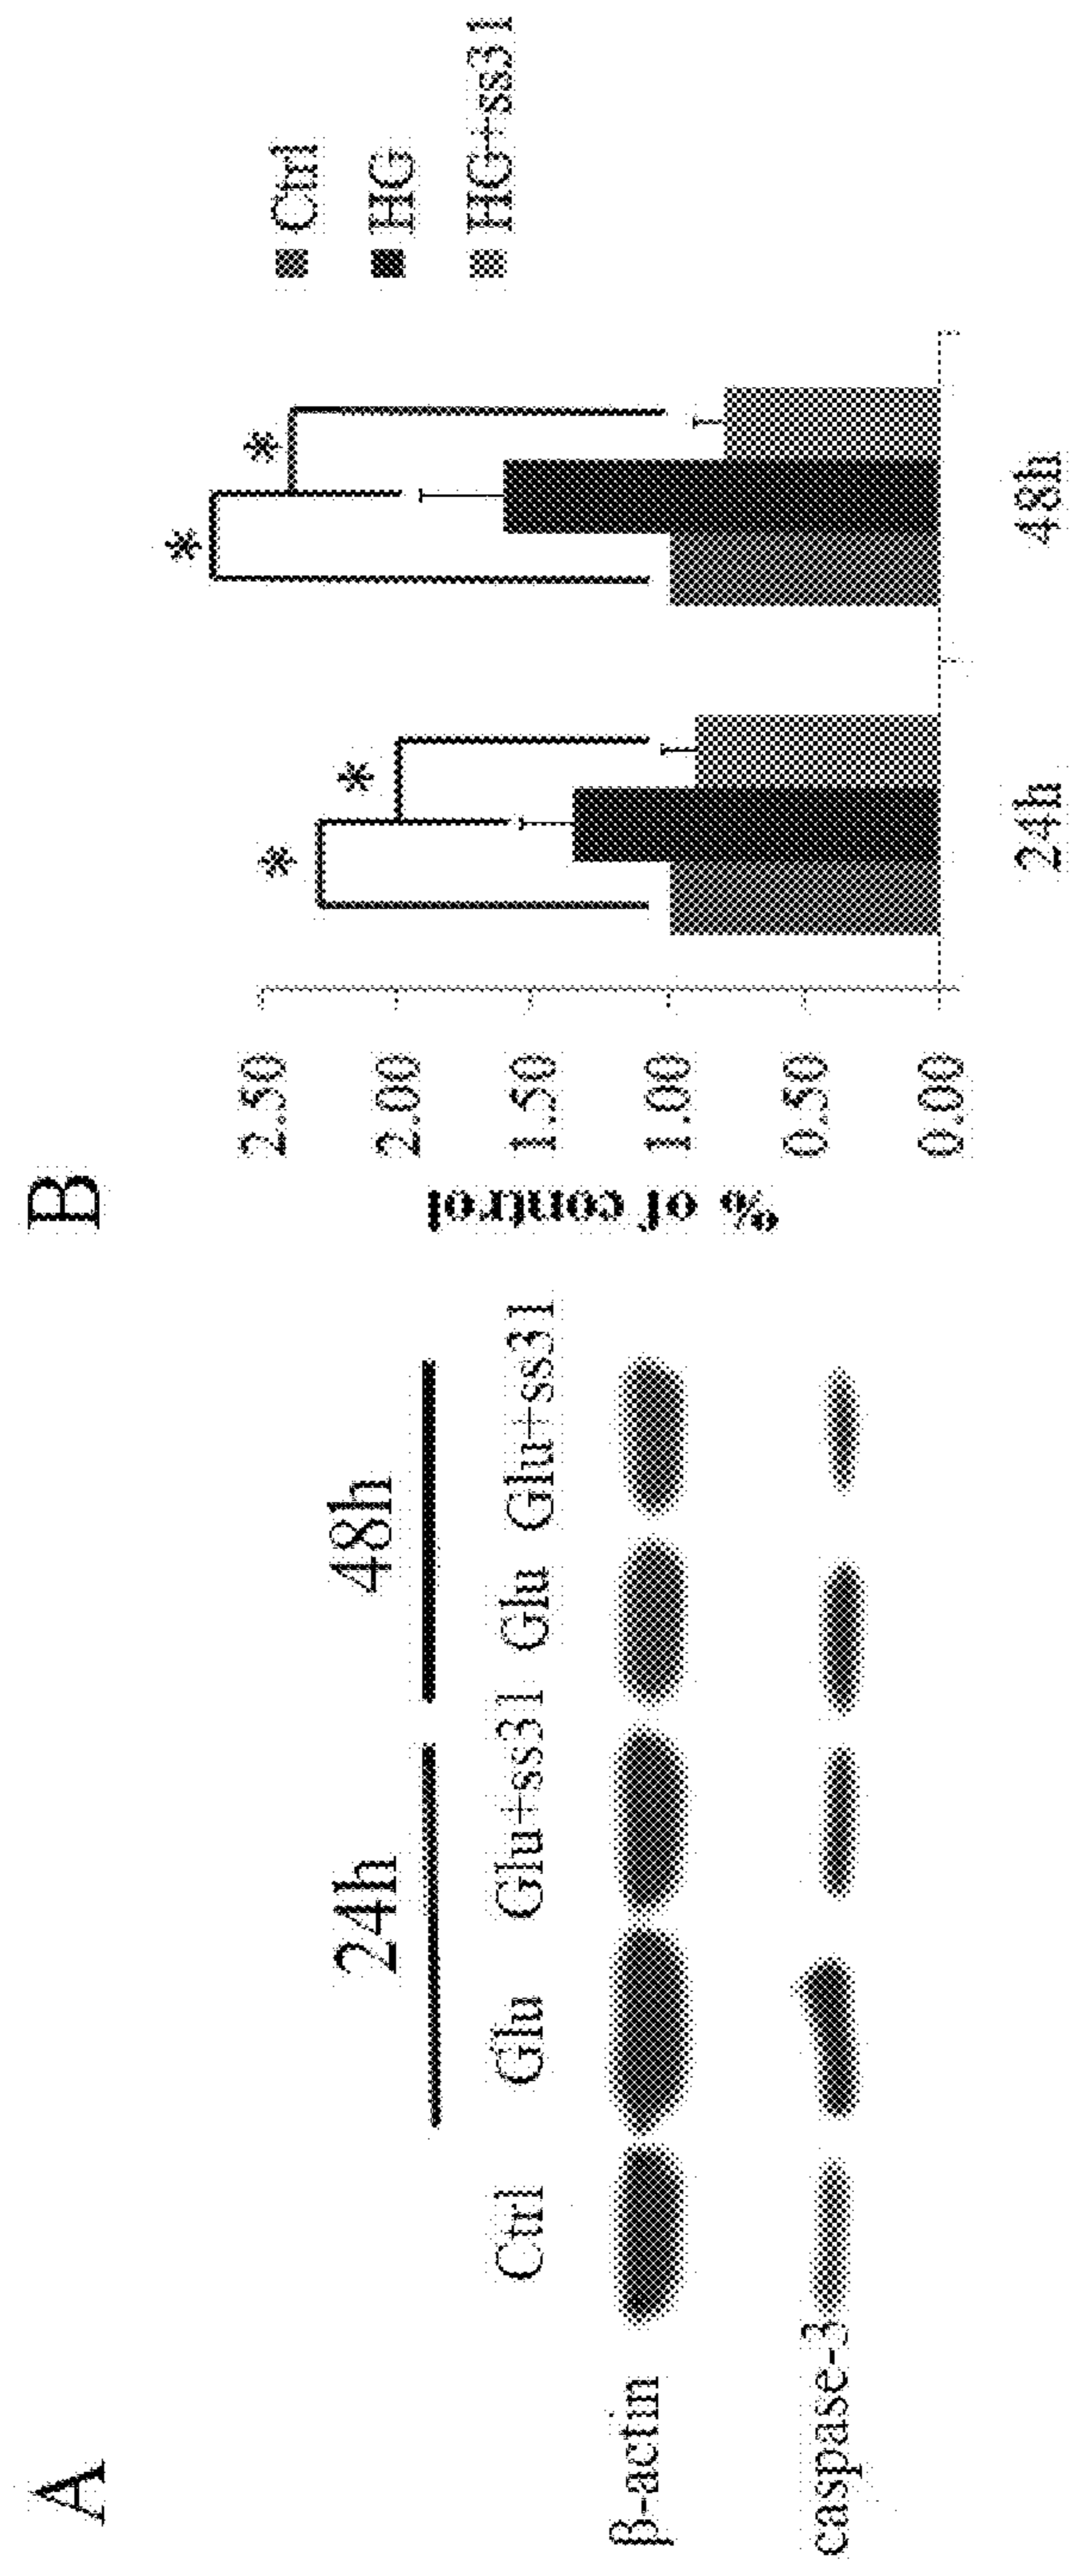 A
24h
48h
Ctrl
Glu
Glu+ss31
Glu
Glu+ss31
β-actin
caspase-3
B
% of control
2.50
2.00
1.50
1.00
0.50
0.00
*
*
*
*
24h
48h
Ctrl
HG
HG+ss31